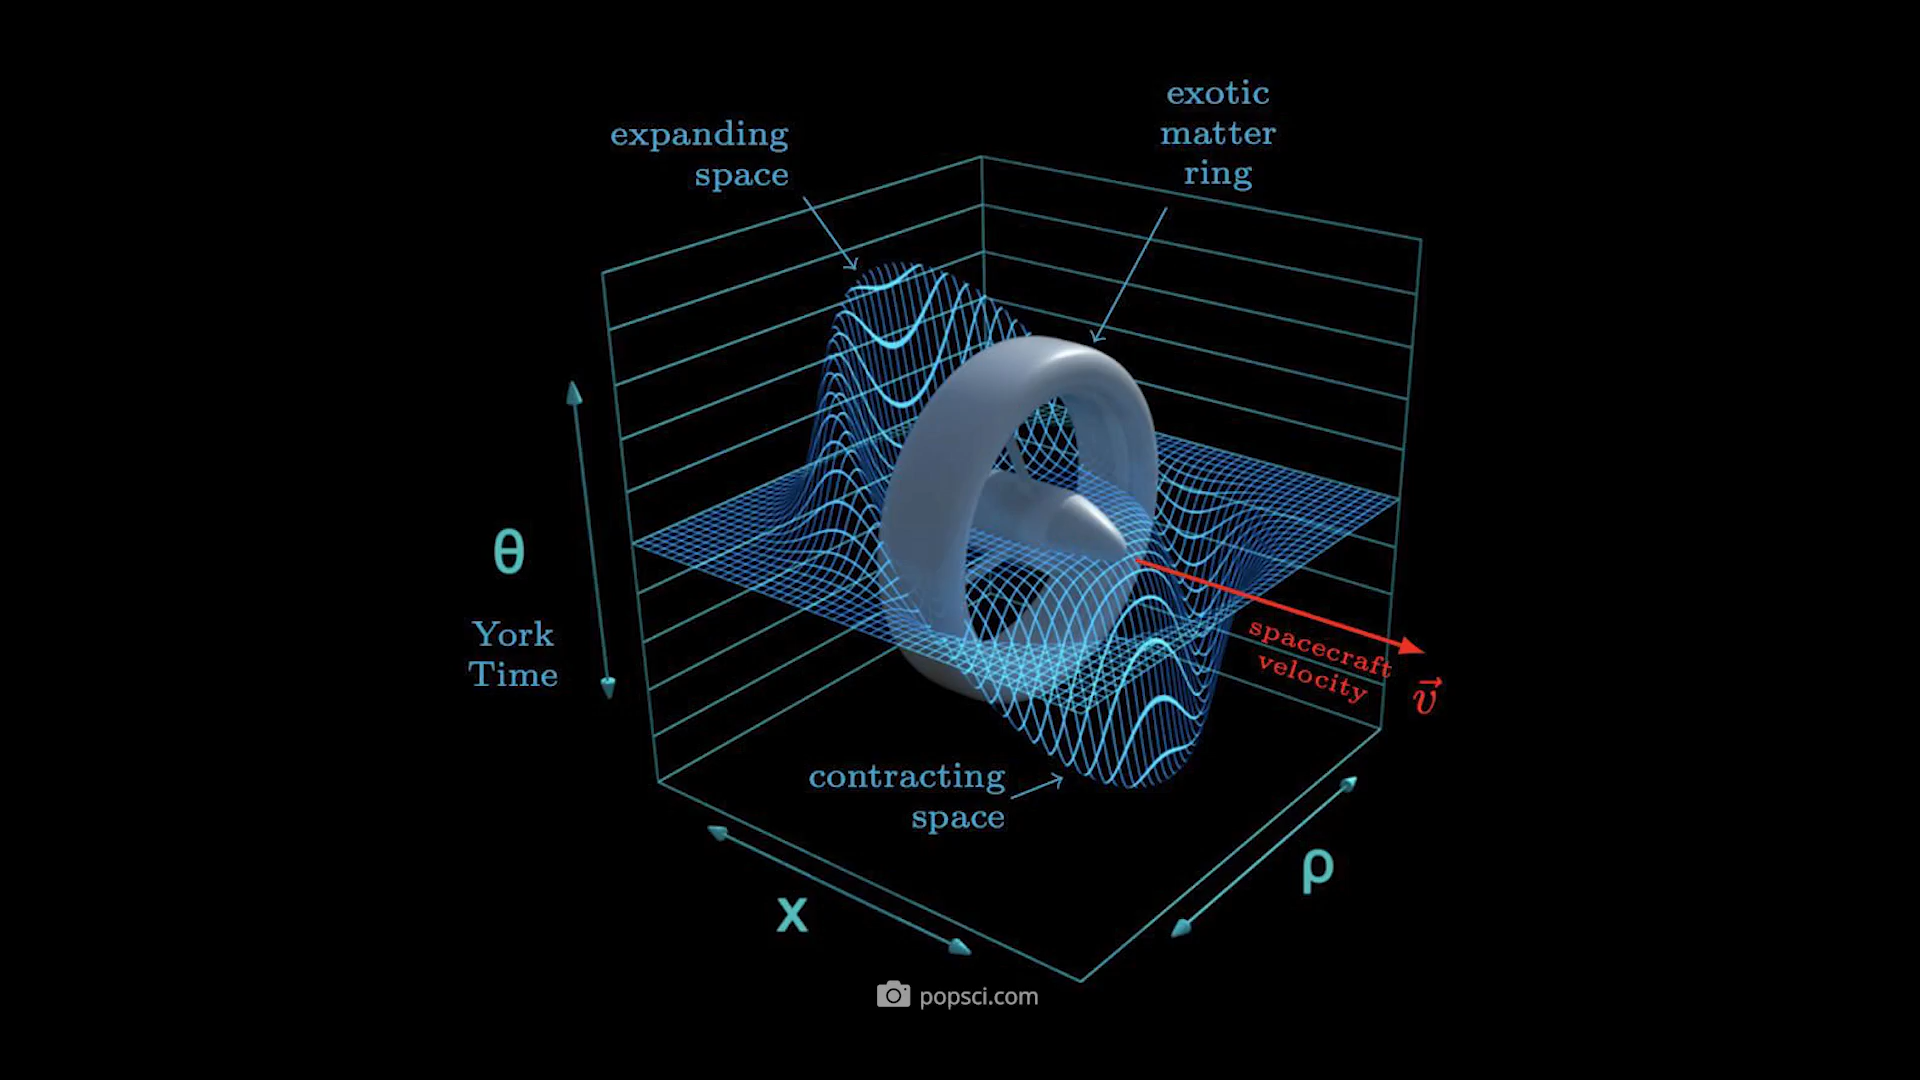 exotic
matter
ring
expanding
space
θ
York
Time
spacecraft
velocity
v⃗
contracting
space
x
ρ
popsci.com